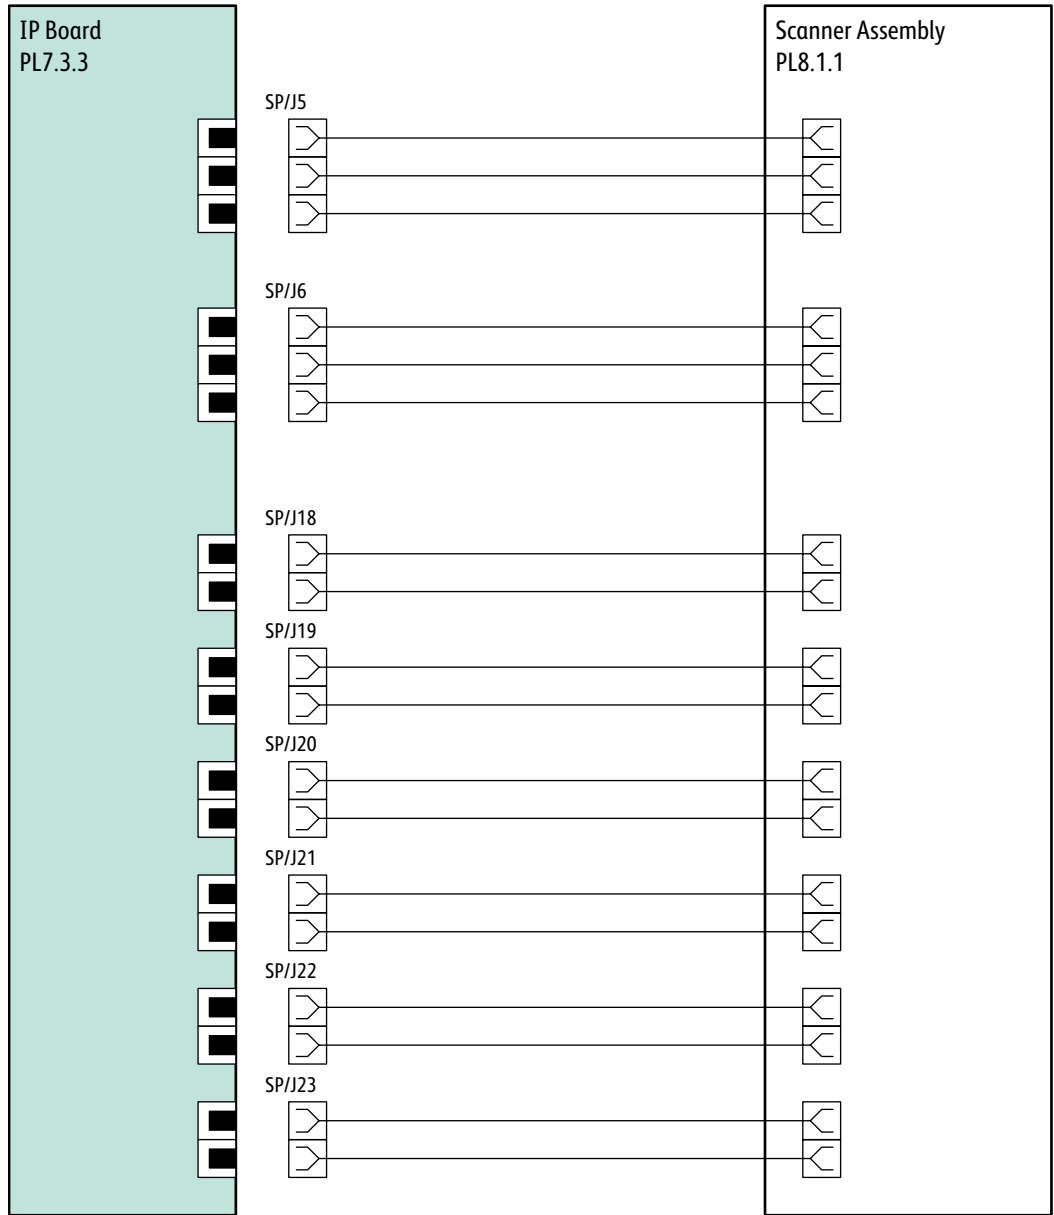 IP Board
PL7.3.3
Scanner Assembly
PL8.1.1
SP/J5
SP/J6
SP/J18
SP/J19
SP/J20
SP/J21
SP/J22
SP/J23